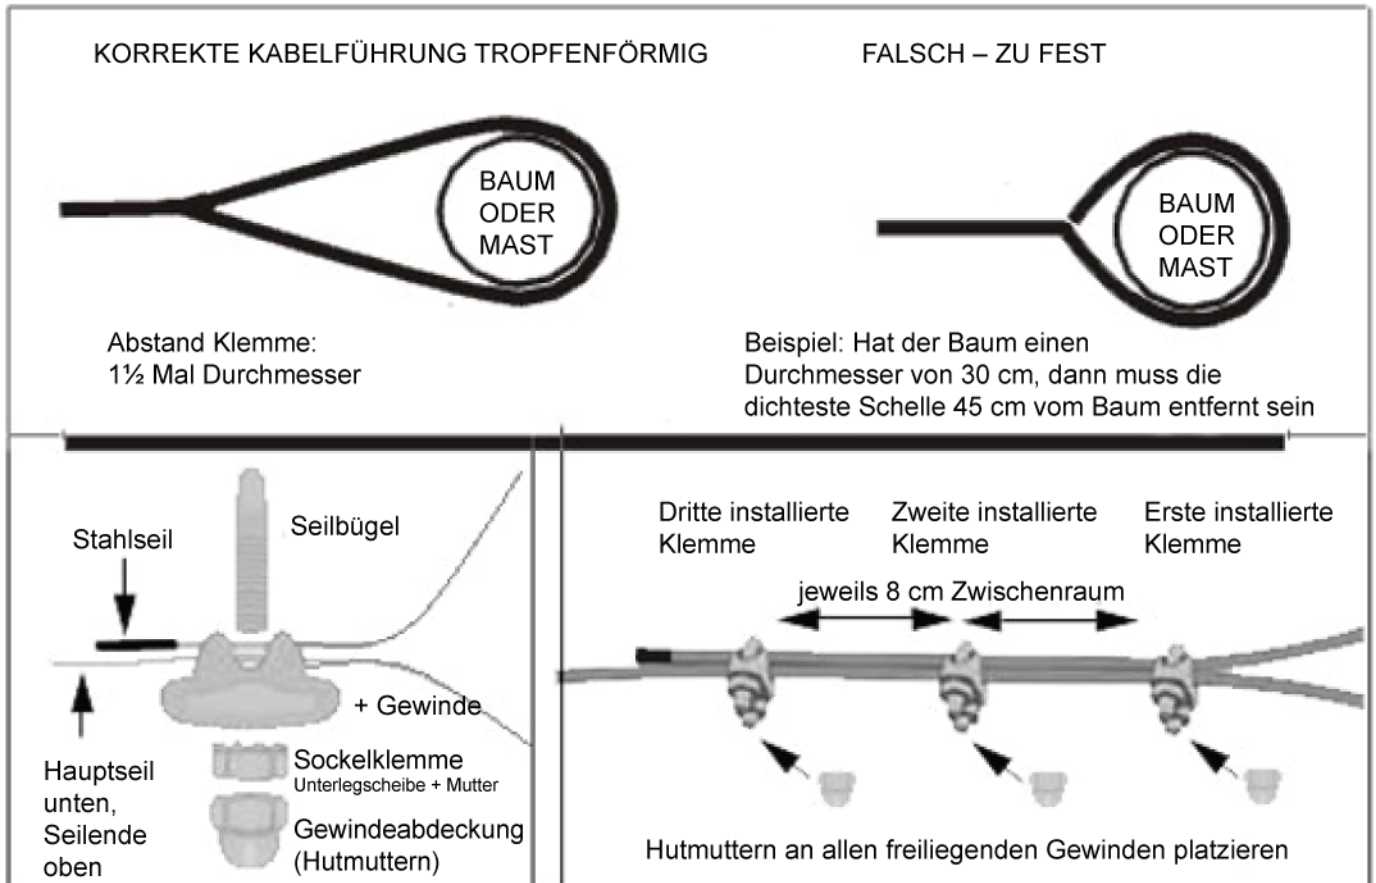 KORREKTE KABELFÜHRUNG TROPFENFÖRMIG
BAUM
ODER
MAST
Abstand Klemme:
1½ Mal Durchmesser
FALSCH – ZU FEST
BAUM
ODER
MAST
Beispiel: Hat der Baum einen
Durchmesser von 30 cm, dann muss die
dichteste Schelle 45 cm vom Baum entfernt sein
Seilbügel
Stahlseil
+ Gewinde
Sockelklemme
Unterlegscheibe + Mutter
Hauptseil
unten,
Seilende
oben
Gewindeabdeckung
(Hutmuttern)
Dritte installierte
Klemme
Zweite installierte
Klemme
Erste installierte
Klemme
jeweils 8 cm Zwischenraum
Hutmuttern an allen freiliegenden Gewinden platzieren